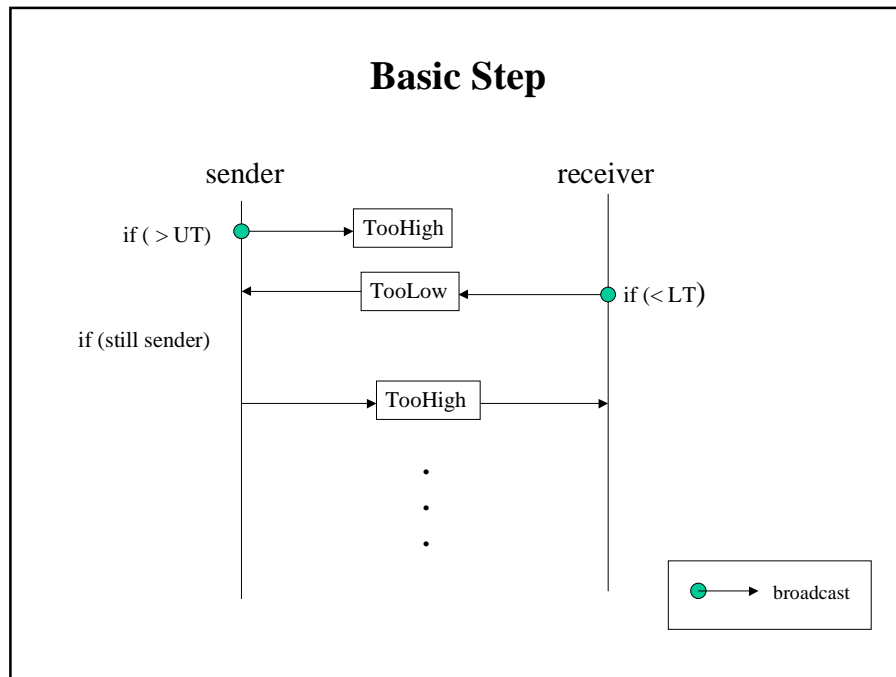 Basic Step
sender
receiver
if ( > UT)
TooHigh
TooLow
if (< LT)
if (still sender)
TooHigh
broadcast